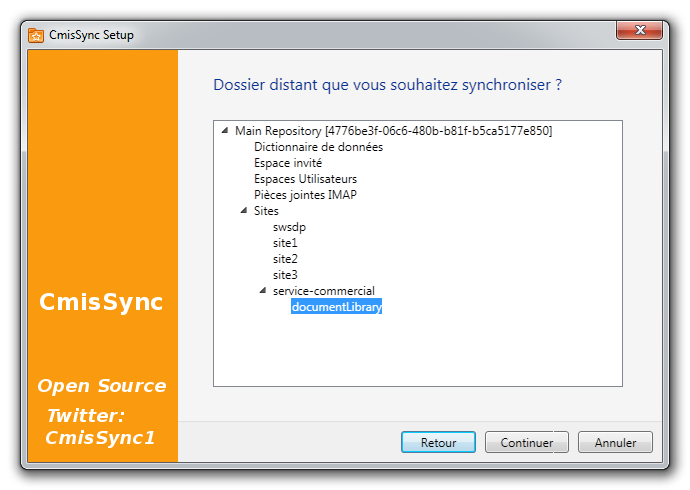 CmisSync Setup
Dossier distant que vous souhaitez synchroniser ?
Main Repository [4776be3f-06c6-480b-b81f-b5ca5177e850]
Dictionnaire de données
Espace invité
Espaces Utilisateurs
Pièces jointes IMAP
Sites
swsdp
site1
site2
site3
service-commercial
documentLibrary
CmisSync
Open Source
Twitter:
CmisSync1
Retour
Continuer
Annuler